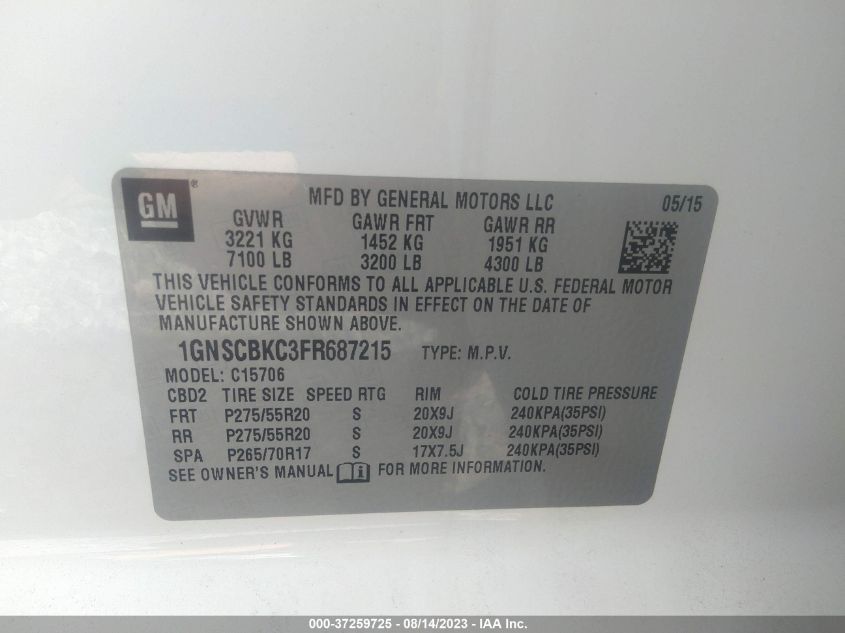 GM ® MFD BY GENERAL MOTORS LLC 05/15
GVWR GAWR FRT GAWR RR
3221 KG 1452 KG 1951 KG
7100 LB 3200 LB 4300 LB
THIS VEHICLE CONFORMS TO ALL APPLICABLE U.S. FEDERAL MOTOR
VEHICLE SAFETY STANDARDS IN EFFECT ON THE DATE OF
MANUFACTURE SHOWN ABOVE.
1GNSCBKC3FR687215 TYPE: M.P.V.
MODEL: C15706
CBD2 TIRE SIZE SPEED RTG RIM COLD TIRE PRESSURE
FRT P275/55R20 S 20X9J 240KPA(35PSI)
RR P275/55R20 S 20X9J 240KPA(35PSI)
SPA P265/70R17 S 17X7.5J 240KPA(35PSI)
SEE OWNER'S MANUAL FOR MORE INFORMATION.
000-37259725 - 08/14/2023 - IAA Inc.